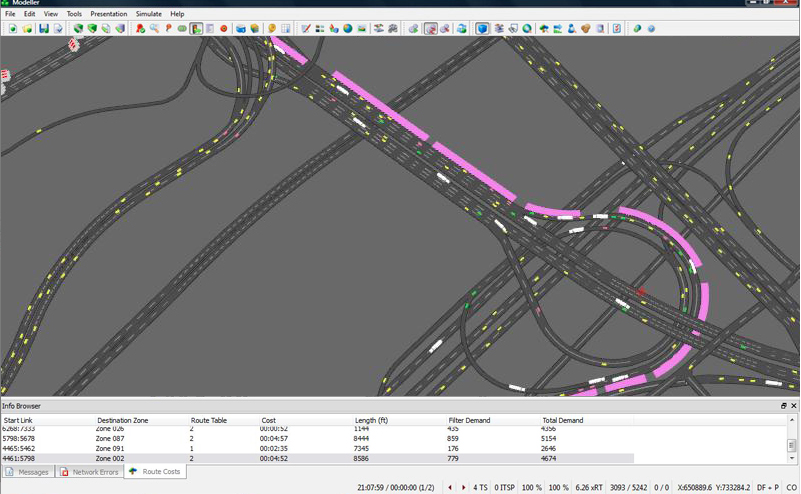 Modeller
File Edit View Tools Presentation Simulate Help
Info Browser
Start Link Destination Zone Route Table Cost Length (ft) Filter Demand Total Demand
6268:7333 Zone 026 2 00:00:52 1144 435 4356
5798:5678 Zone 087 2 00:04:57 8444 859 5154
4465:5462 Zone 091 1 00:02:35 7345 176 2646
4461:5798 Zone 002 2 00:04:52 8586 779 4674
Messages Network Errors Route Costs
21:07:59 / 00:00:00 (1/2) 4 TS 0 ITSP 100 % 100 % 6.26 xRT 3093 / 5242 0 / 0 X:650889.6 Y:733284.2 DF + P CO